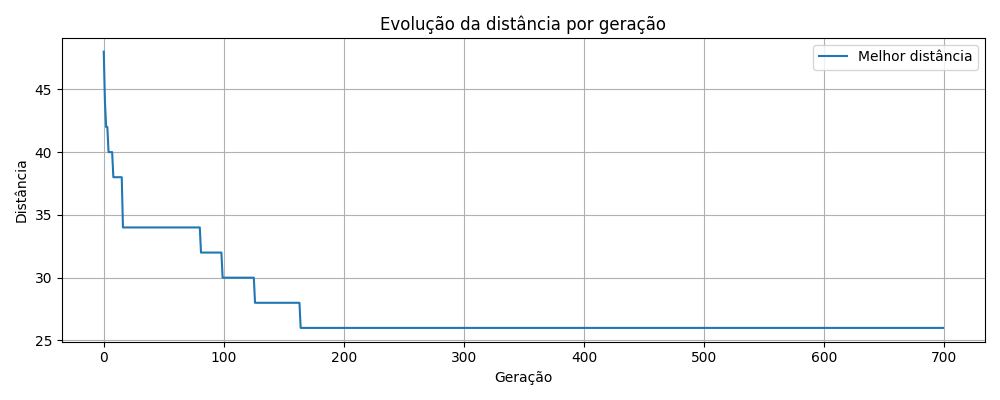 Evolução da distância por geração
Melhor distância
45
40
35
30
25
Distância
0 100 200 300 400 500 600 700
Geração